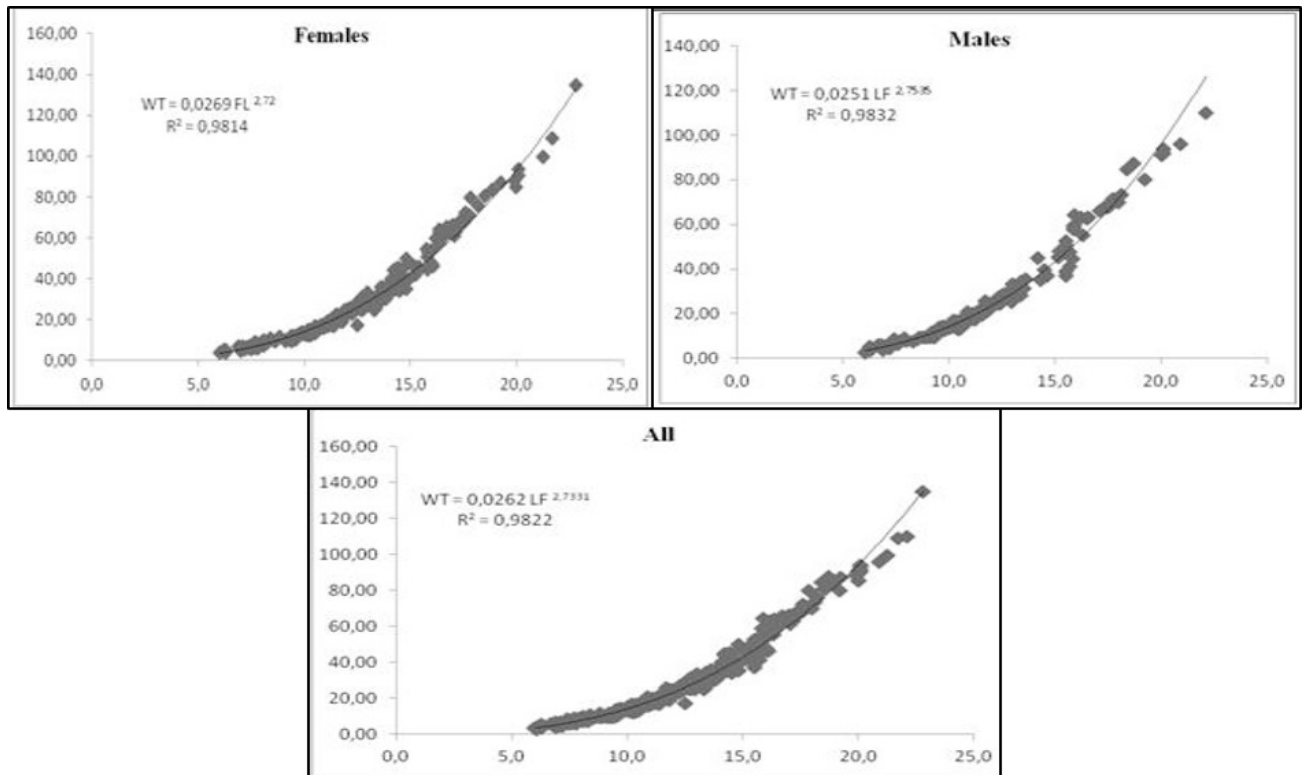 Females
160,00
140,00
120,00
100,00
80,00
60,00
40,00
20,00
0,00
WT = 0,0269 FL 2,72
R² = 0,9814
0,0 5,0 10,0 15,0 20,0 25,0
Males
140,00
120,00
100,00
80,00
60,00
40,00
20,00
0,00
WT = 0,0251 LF 2,7535
R² = 0,9832
0,0 5,0 10,0 15,0 20,0 25,0
All
160,00
140,00
120,00
100,00
80,00
60,00
40,00
20,00
0,00
WT = 0,0262 LF 2,7331
R² = 0,9822
0,0 5,0 10,0 15,0 20,0 25,0